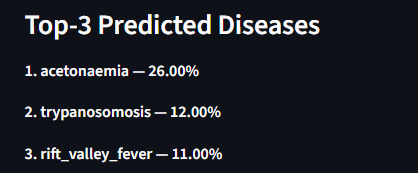 Top-3 Predicted Diseases
1. acetonaemia — 26.00%
2. trypanosomosis — 12.00%
3. rift_valley_fever — 11.00%